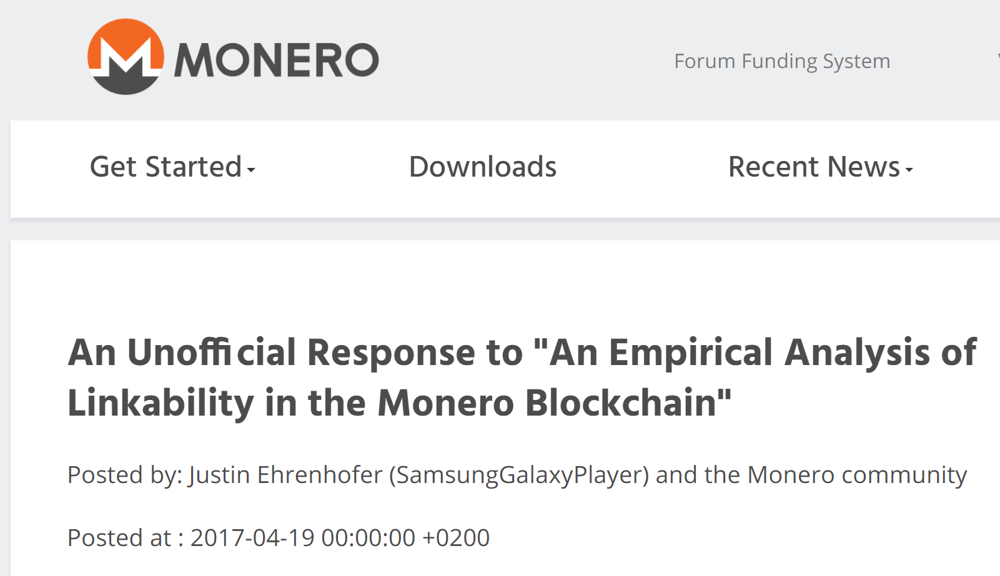 MONERO
Forum Funding System
Get Started
Downloads
Recent News
An Unofficial Response to "An Empirical Analysis of
Linkability in the Monero Blockchain"
Posted by: Justin Ehrenhofer (SamsungGalaxyPlayer) and the Monero community
Posted at : 2017-04-19 00:00:00 +0200